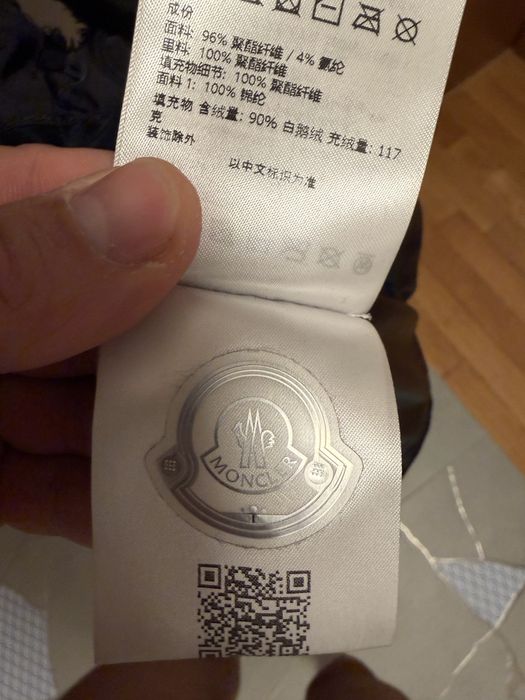 成份
面料: 96% 聚酯纤维 / 4% 氨纶
里料: 100% 聚酯纤维
填充物细节: 100% 聚酯纤维
面料 1: 100% 锦纶
填充物 含绒量: 90% 白鹅绒 充绒量: 117
克
装饰除外
以中文标识为准
MONCLER